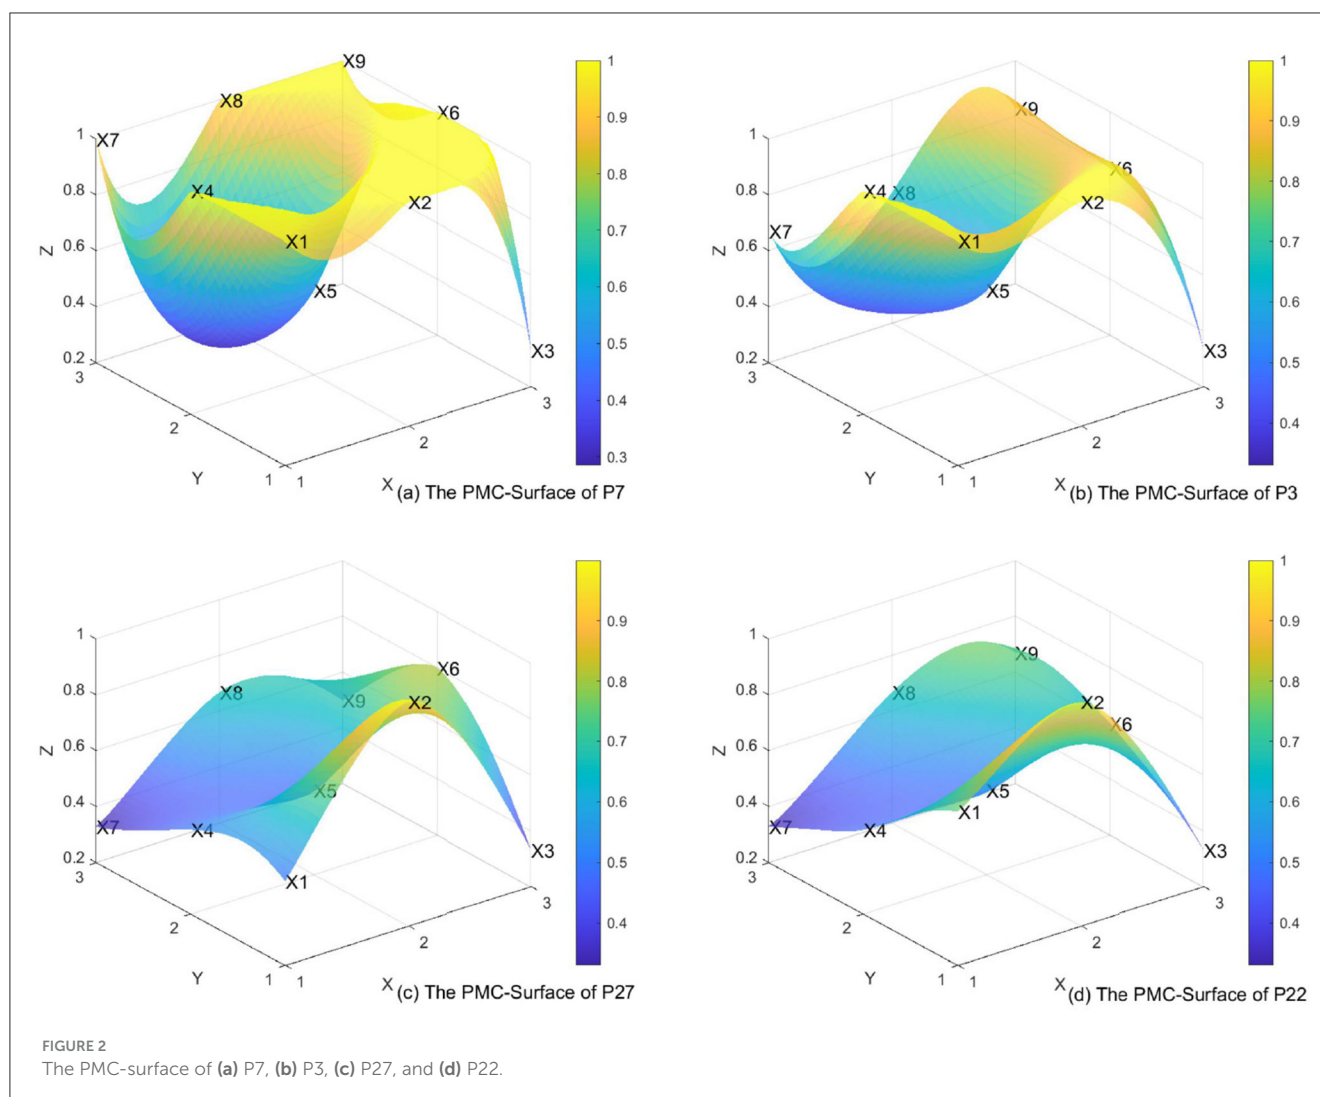 X9
X8
X6
X7
X4
X2
X1
X5
X3
1
0.8
0.6
0.4
0.2
Z
3
2
1
Y
1
2
3
X
1
0.9
0.8
0.7
0.6
0.5
0.4
0.3
(a) The PMC-Surface of P7
X9
X6
X4
X8
X2
X7
X1
X5
X3
1
0.8
0.6
0.4
0.2
Z
3
2
1
Y
1
2
3
X
1
0.9
0.8
0.7
0.6
0.5
0.4
(b) The PMC-Surface of P3
X6
X8
X9
X2
X5
X7
X4
X3
X1
1
0.8
0.6
0.4
0.2
Z
3
2
1
Y
1
2
3
X
0.9
0.8
0.7
0.6
0.5
0.4
(c) The PMC-Surface of P27
X9
X8
X2
X6
X5
X1
X7
X4
X3
1
0.8
0.6
0.4
0.2
Z
3
2
1
Y
1
2
3
X
1
0.9
0.8
0.7
0.6
0.5
0.4
(d) The PMC-Surface of P22
FIGURE 2
The PMC-surface of (a) P7, (b) P3, (c) P27, and (d) P22.